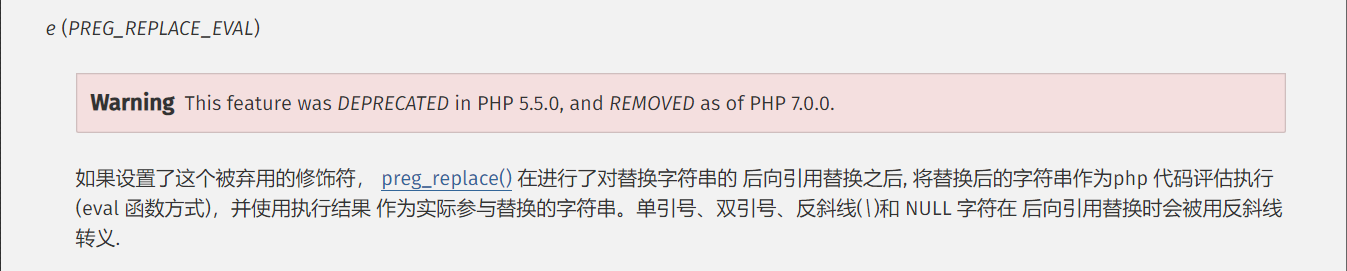 e (PREG_REPLACE_EVAL)
Warning This feature was DEPRECATED in PHP 5.5.0, and REMOVED as of PHP 7.0.0.
如果设置了这个被弃用的修饰符， preg_replace() 在进行了对替换字符串的 后向引用替换之后, 将替换后的字符串作为php 代码评估执行
(eval 函数方式)，并使用执行结果 作为实际参与替换的字符串。单引号、双引号、反斜线(\)和 NULL 字符在 后向引用替换时会被用反斜线
转义.